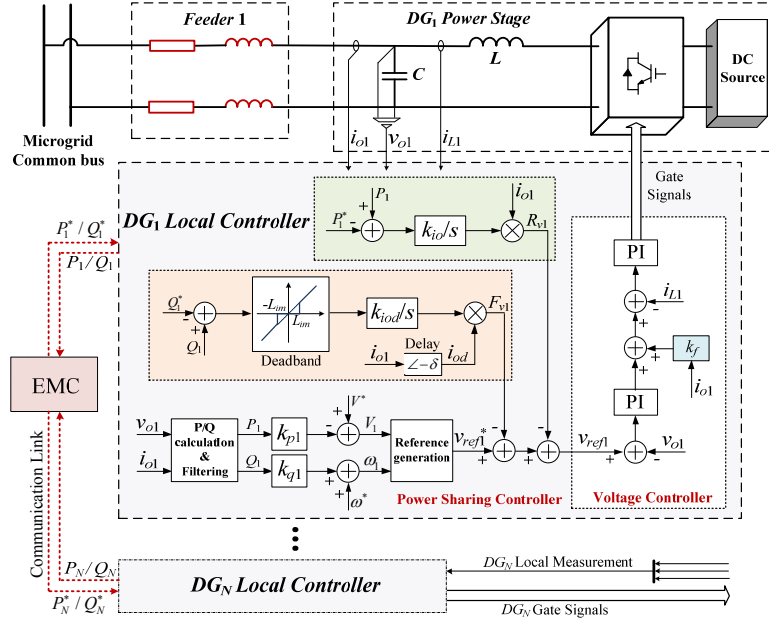 Feeder 1
DG1 Power Stage
L
C
DC
Source
Microgrid
Common bus
io1
vo1
iL1
Gate
Signals
DG1 Local Controller
P1
+
P1*
-
kio/s
io1
Rv1
P1*/Q1*
P1/Q1
Q1*
-
+
Q1
-Lim
Lim
Deadband
kiod/s
Fv1
io1
Delay
∠-δ
iod
PI
iL1
-
+
+
+
kf
io1
PI
EMC
Communication Link
vo1
io1
P/Q
calculation
&
Filtering
P1
kp1
-
V*
+
V1
Q1
kq1
+
+
ω1
ω*
Reference
generation
vref1*
-
+
-
+
vref1
+
-
vo1
Power Sharing Controller
Voltage Controller
PN/QN
PN*/QN*
DGN Local Controller
DGN Local Measurement
DGN Gate Signals